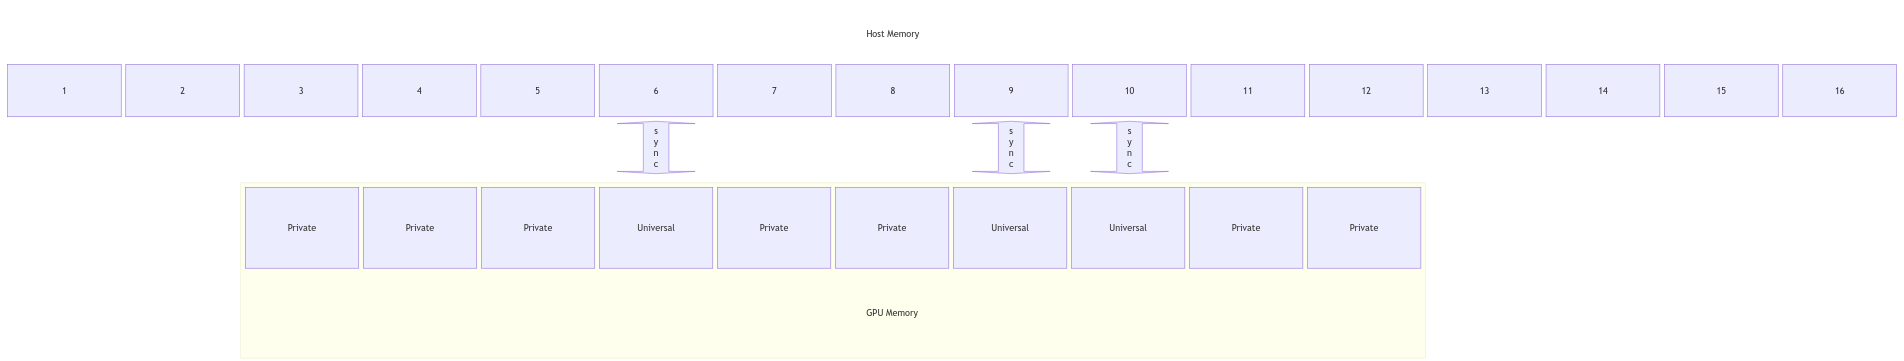 Host Memory
1 2 3 4 5 6 7 8 9 10 11 12 13 14 15 16
sync sync sync
Private Private Private Universal Private Private Universal Universal Private Private
GPU Memory